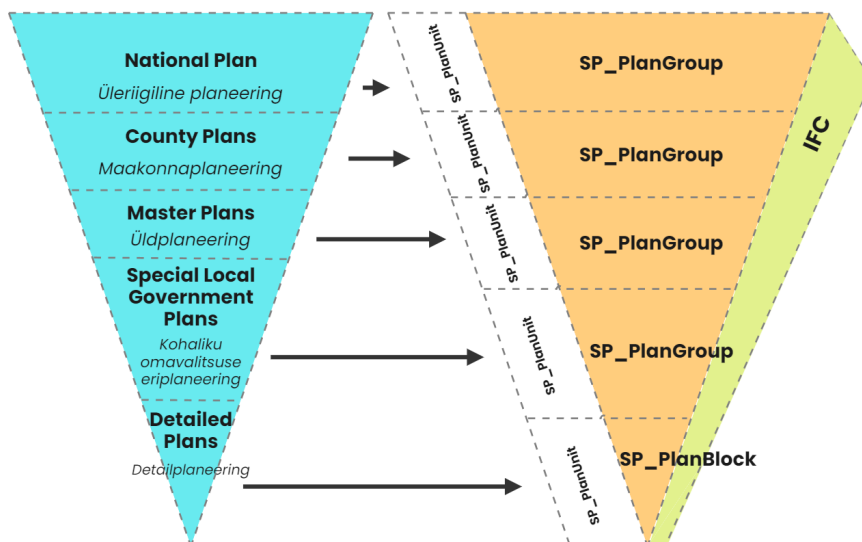 National Plan
Üleriigiline planeering
County Plans
Maakonnaplaneering
Master Plans
Üldplaneering
Special Local
Government
Plans
Kohaliku
omavalitsuse
eriplaneering
Detailed
Plans
Detailplaneering
SP_PlanUnit
SP_PlanUnit
SP_PlanUnit
SP_PlanUnit
SP_PlanUnit
SP_PlanGroup
SP_PlanGroup
SP_PlanGroup
SP_PlanGroup
SP_PlanBlock
IFC